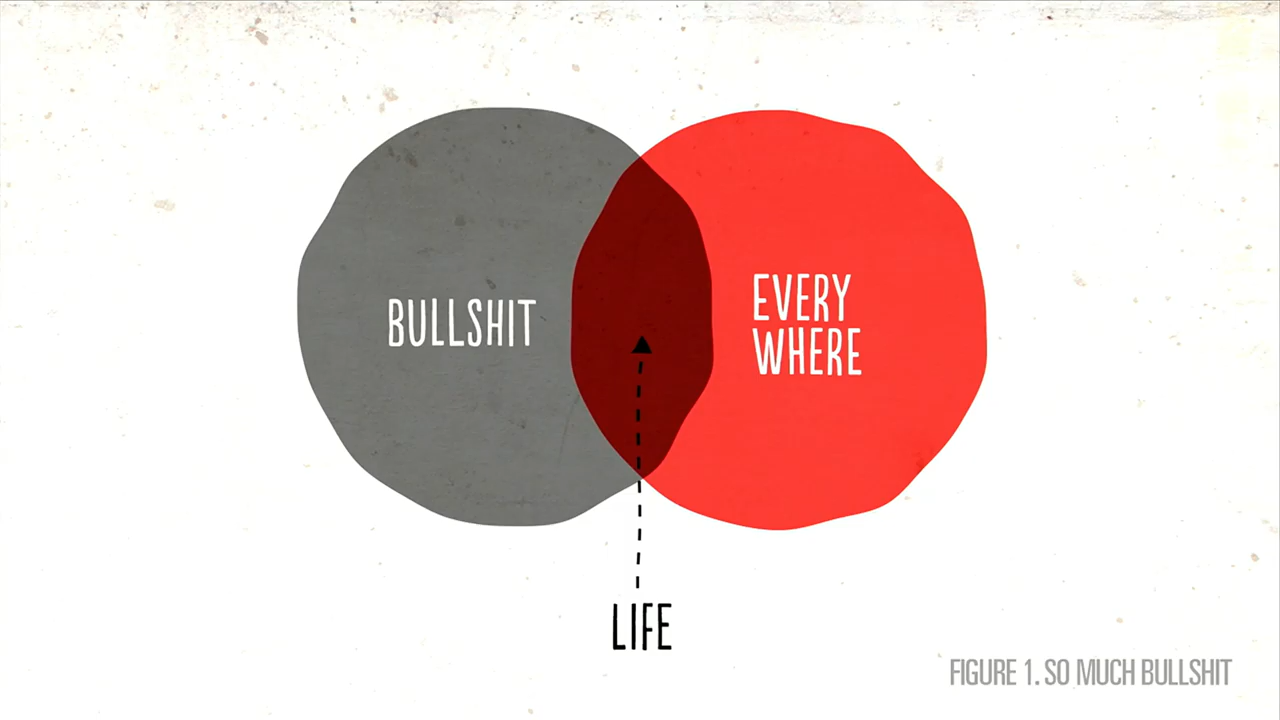 BULLSHIT
EVERY
WHERE
LIFE
FIGURE 1. SO MUCH BULLSHIT